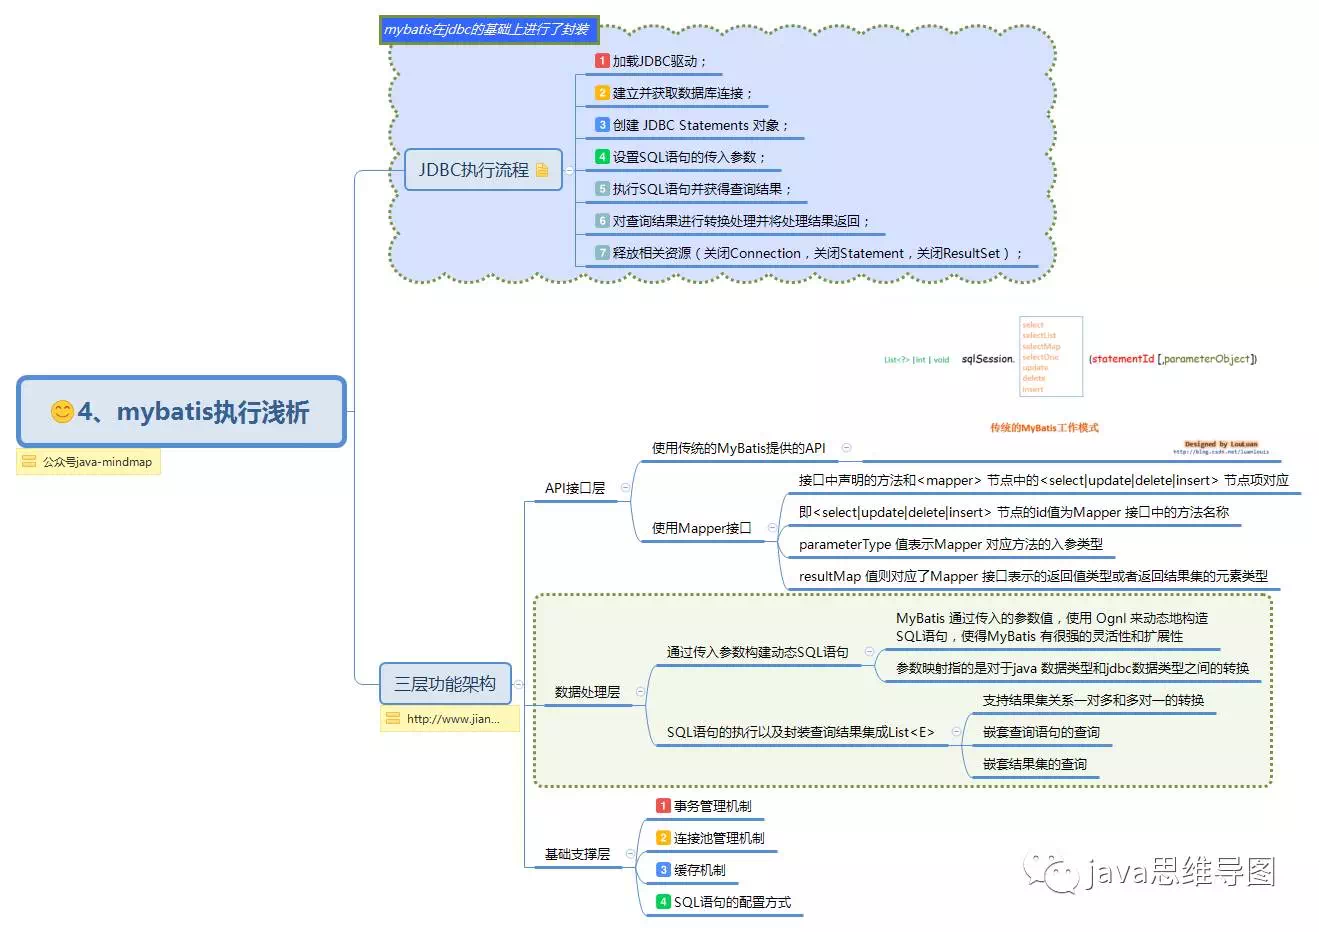 mybatis在jdbc的基础上进行了封装
1 加载JDBC驱动；
2 建立并获取数据库连接；
3 创建 JDBC Statements 对象；
4 设置SQL语句的传入参数；
5 执行SQL语句并获得查询结果；
6 对查询结果进行转换处理并将处理结果返回；
7 释放相关资源（关闭Connection，关闭Statement，关闭ResultSet）；
JDBC执行流程
4、mybatis执行浅析
公众号java-mindmap
select
selectList
selectMap
selectOne
update
delete
insert
List<?> |int | void sqlSession. (statementId [,parameterObject])
传统的MyBatis工作模式
Designed by LouLuan
http://blog.csdn.net/luanlouis
使用传统的MyBatis提供的API
API接口层
使用Mapper接口
接口中声明的方法和<mapper> 节点中的<select|update|delete|insert> 节点项对应
即<select|update|delete|insert> 节点的id值为Mapper 接口中的方法名称
parameterType 值表示Mapper 对应方法的入参类型
resultMap 值则对应了Mapper 接口表示的返回值类型或者返回结果集的元素类型
三层功能架构
http://www.jian...
数据处理层
通过传入参数构建动态SQL语句
MyBatis 通过传入的参数值，使用 Ognl 来动态地构造
SQL语句，使得MyBatis 有很强的灵活性和扩展性
参数映射指的是对于java 数据类型和jdbc数据类型之间的转换
SQL语句的执行以及封装查询结果集成List<E>
支持结果集关系一对多和多对一的转换
嵌套查询语句的查询
嵌套结果集的查询
基础支撑层
1 事务管理机制
2 连接池管理机制
3 缓存机制
4 SQL语句的配置方式
java思维导图